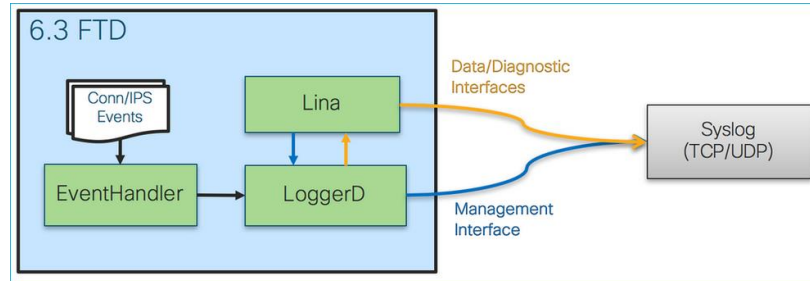 6.3 FTD
Conn/IPS
Events
Lina
EventHandler
LoggerD
Data/Diagnostic
Interfaces
Management
Interface
Syslog
(TCP/UDP)